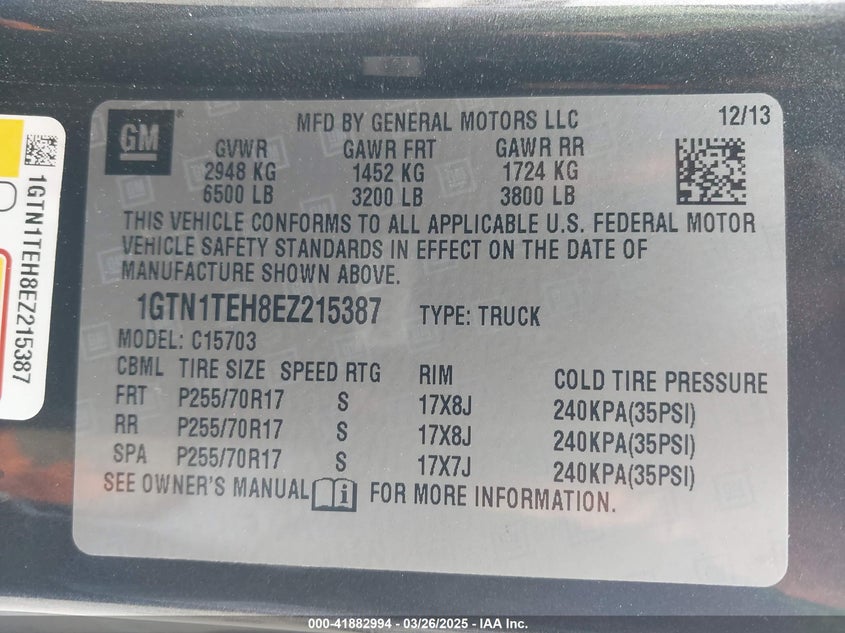 GM ®
MFD BY GENERAL MOTORS LLC
12/13
GVWR GAWR FRT GAWR RR
2948 KG 1452 KG 1724 KG
6500 LB 3200 LB 3800 LB
THIS VEHICLE CONFORMS TO ALL APPLICABLE U.S. FEDERAL MOTOR
VEHICLE SAFETY STANDARDS IN EFFECT ON THE DATE OF
MANUFACTURE SHOWN ABOVE.
1GTN1TEH8EZ215387 TYPE: TRUCK
MODEL: C15703
CBML TIRE SIZE SPEED RTG RIM COLD TIRE PRESSURE
FRT P255/70R17 S 17X8J 240KPA(35PSI)
RR P255/70R17 S 17X8J 240KPA(35PSI)
SPA P255/70R17 S 17X7J 240KPA(35PSI)
SEE OWNER'S MANUAL i FOR MORE INFORMATION.
1GTN1TEH8EZ215387
000-41882994 - 03/26/2025 - IAA Inc.